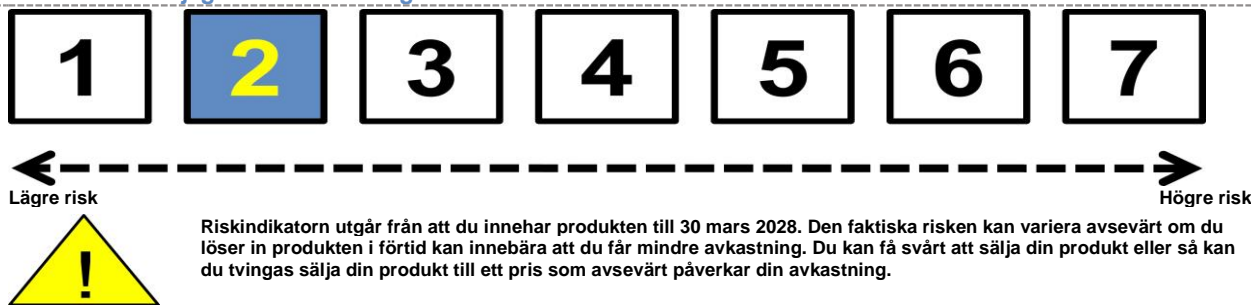 1 2 3 4 5 6 7
Lägre risk Högre risk
!
Riskindikatorn utgår från att du innehar produkten till 30 mars 2028. Den faktiska risken kan variera avsevärt om du
löser in produkten i förtid kan innebära att du får mindre avkastning. Du kan få svårt att sälja din produkt eller så kan
du tvingas sälja din produkt till ett pris som avsevärt påverkar din avkastning.